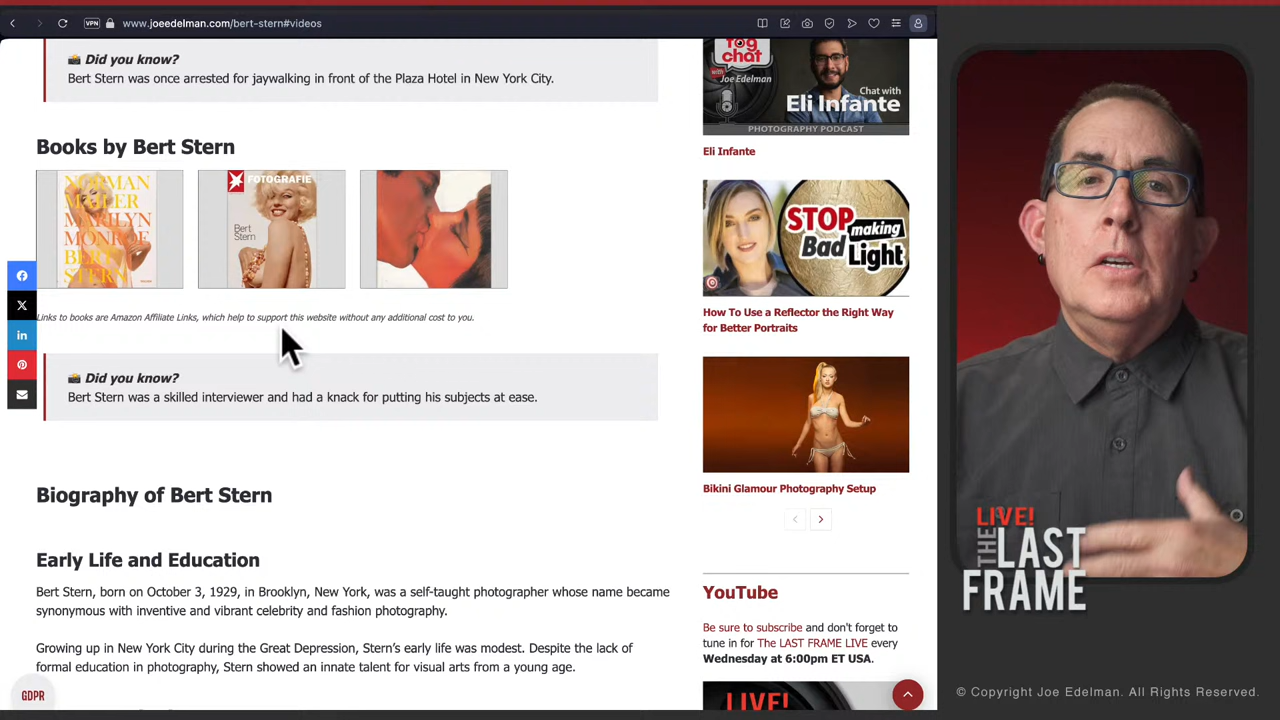 VPN
www.joeedelman.com/bert-stern#videos
📸 Did you know?
Bert Stern was once arrested for jaywalking in front of the Plaza Hotel in New York City.
Books by Bert Stern
NORMAN
MAILER
MARILYN
MONROE
BERT
STERN
FOTOGRAFIE
Bert
Stern
Links to books are Amazon Affiliate Links, which help to support this website without any additional cost to you.
📸 Did you know?
Bert Stern was a skilled interviewer and had a knack for putting his subjects at ease.
Biography of Bert Stern
Early Life and Education
Bert Stern, born on October 3, 1929, in Brooklyn, New York, was a self-taught photographer whose name became
synonymous with inventive and vibrant celebrity and fashion photography.
Growing up in New York City during the Great Depression, Stern’s early life was modest. Despite the lack of
formal education in photography, Stern showed an innate talent for visual arts from a young age.
GDPR
tog
chat
with
Joe Edelman
Chat with
Eli Infante
PHOTOGRAPHY PODCAST
Eli Infante
STOP making
Bad
Light
How To Use a Reflector the Right Way
for Better Portraits
Bikini Glamour Photography Setup
YouTube
Be sure to subscribe and don't forget to
tune in for The LAST FRAME LIVE every
Wednesday at 6:00pm ET USA.
LIVE!
LIVE!
THE LAST
FRAME
© Copyright Joe Edelman. All Rights Reserved.